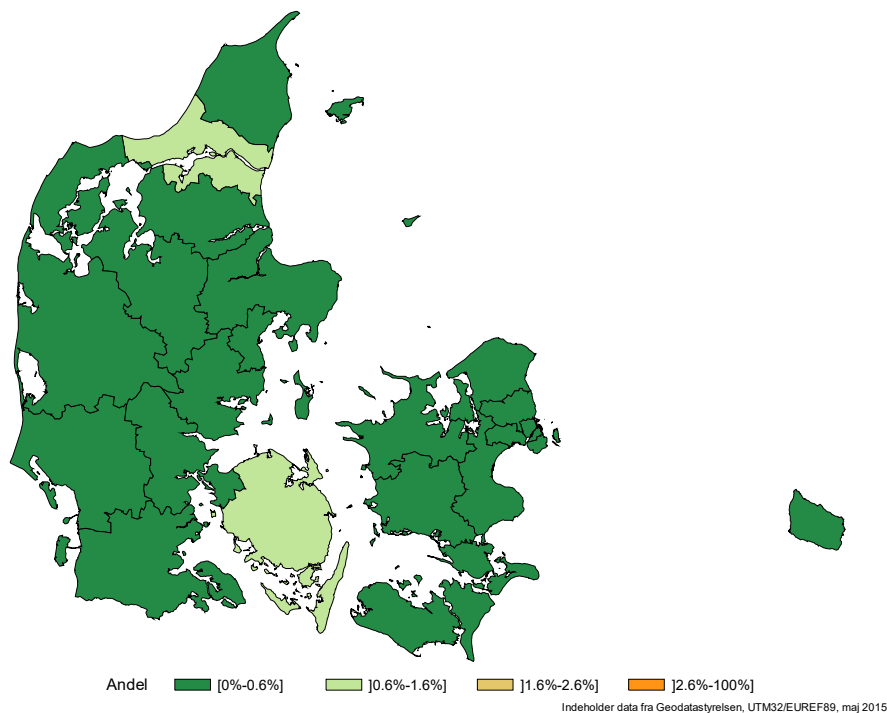 Andel [0%-0.6%] ]0.6%-1.6%] ]1.6%-2.6%] ]2.6%-100%]
Indeholder data fra Geodatastyrelsen, UTM32/EUREF89, maj 2015